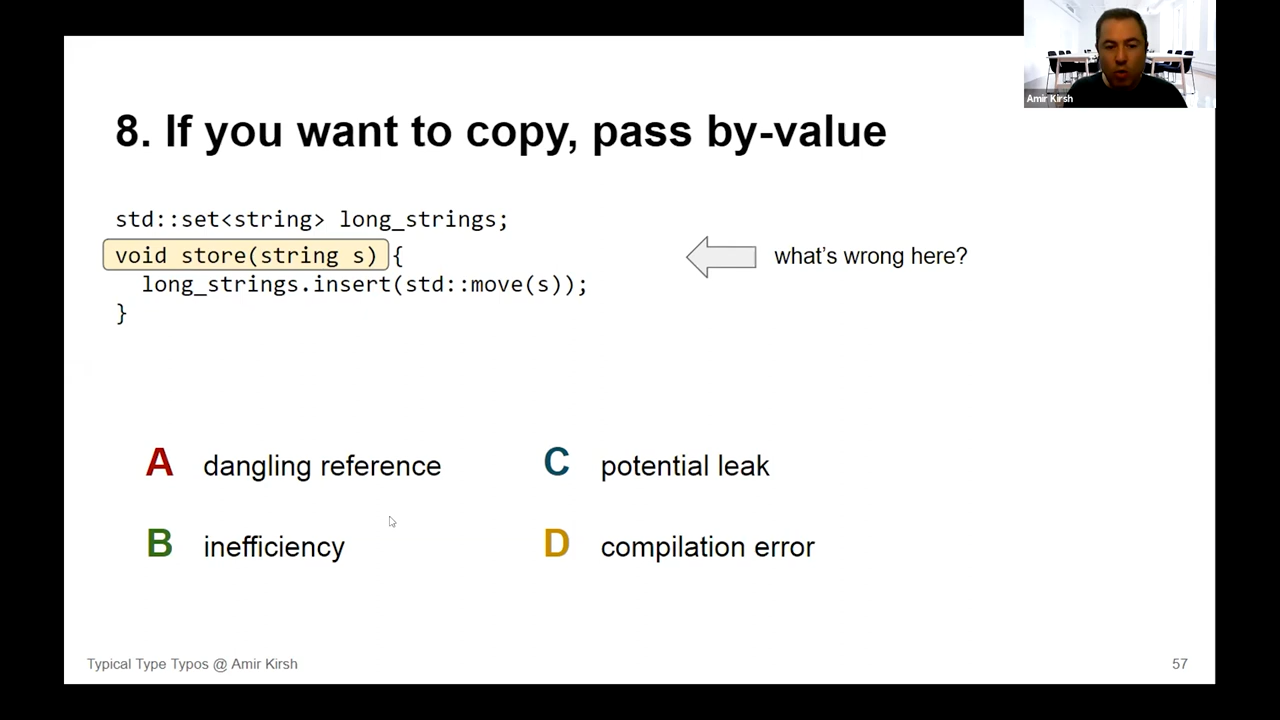 Amir Kirsh
8. If you want to copy, pass by-value
std::set<string> long_strings;
void store(string s) {
what's wrong here?
long_strings.insert(std::move(s));
}
A dangling reference
C potential leak
B inefficiency
D compilation error
Typical Type Typos @ Amir Kirsh
57